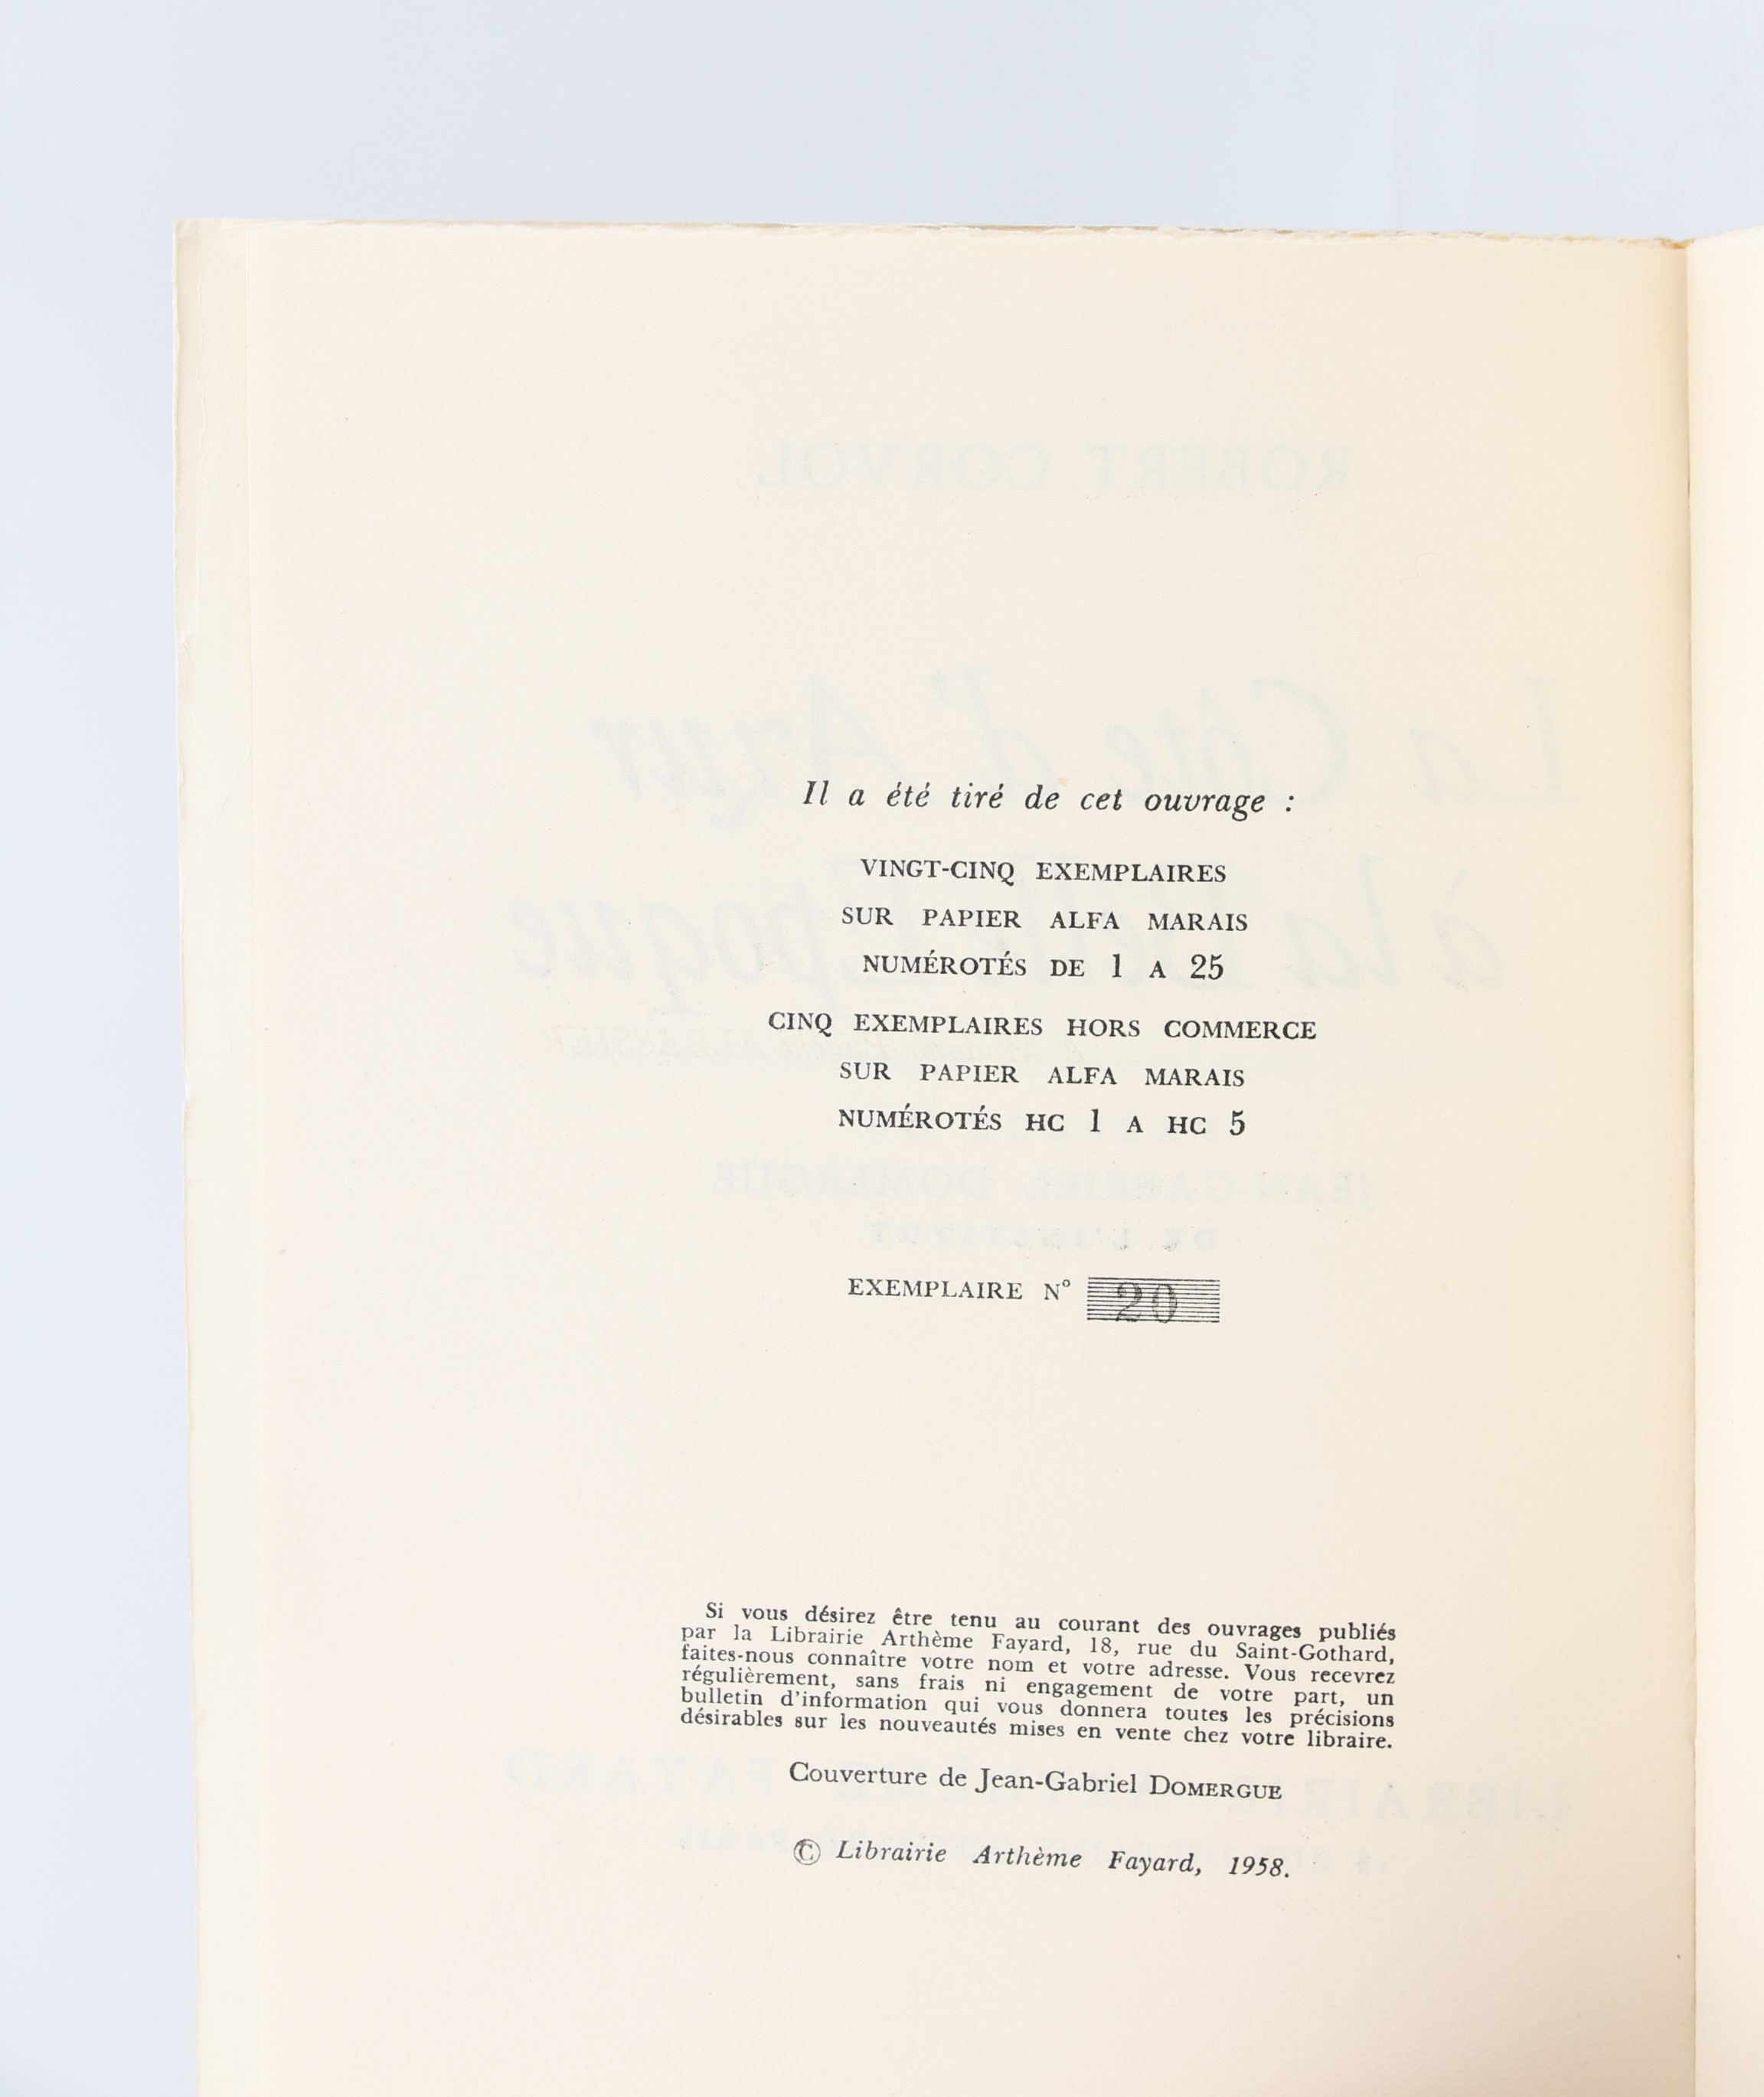 Il a été tiré de cet ouvrage :
VINGT-CINQ EXEMPLAIRES
SUR PAPIER ALFA MARAIS
NUMÉROTÉS DE 1 A 25
CINQ EXEMPLAIRES HORS COMMERCE
SUR PAPIER ALFA MARAIS
NUMÉROTÉS HC 1 A HC 5
EXEMPLAIRE N° 20
Si vous désirez être tenu au courant des ouvrages publiés
par la Librairie Arthème Fayard, 18, rue du Saint-Gothard,
faites-nous connaître votre nom et votre adresse. Vous recevrez
régulièrement, sans frais ni engagement de votre part, un
bulletin d'information qui vous donnera toutes les précisions
désirables sur les nouveautés mises en vente chez votre libraire.
Couverture de Jean-Gabriel DOMERGUE
© Librairie Arthème Fayard, 1958.